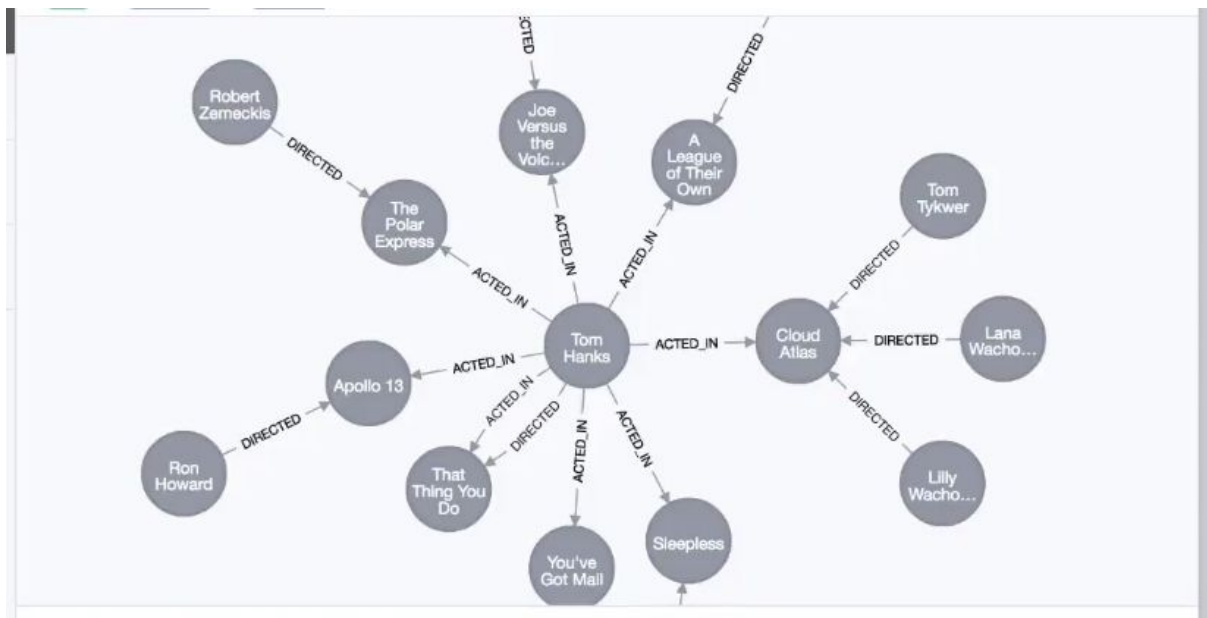 ECTED
DIRECTED
Robert
Zemeckis
Joe
Versus
the
Volc...
A
League
of Their
Own
DIRECTED
Tom
Tykwer
The
Polar
Express
ACTED_IN
ACTED_IN
DIRECTED
ACTED_IN
Tom
Hanks
ACTED_IN
Cloud
Atlas
DIRECTED
Lana
Wacho...
ACTED_IN
Apollo 13
ACTED_IN
DIRECTED
DIRECTED
DIRECTED
Ron
Howard
That
Thing You
Do
ACTED_IN
ACTED_IN
Lilly
Wacho...
You've
Got Mail
Sleepless